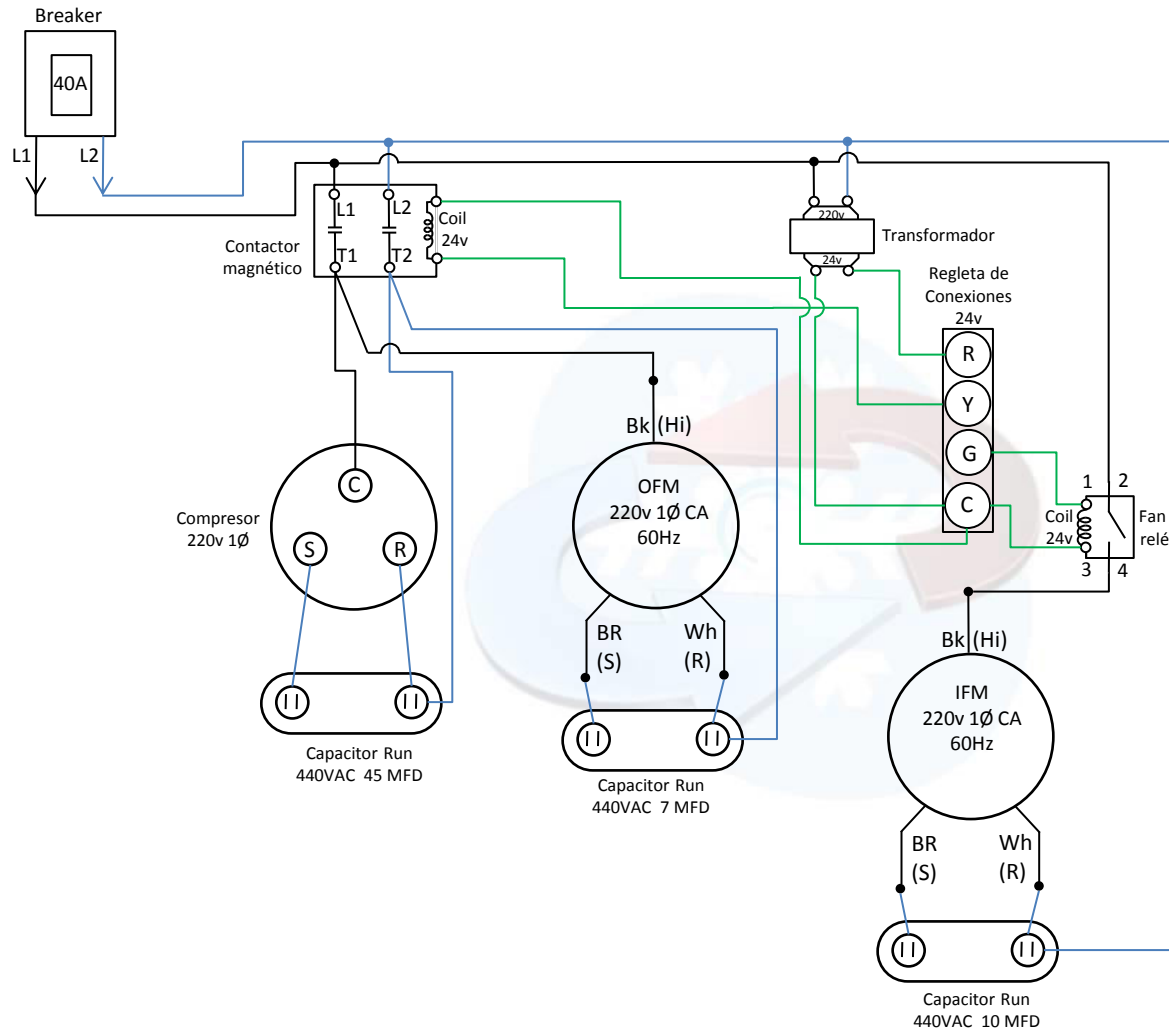 Breaker
40A
L1
L2
L1
L2
Coil
24v
T1
T2
Contactor
magnético
220v
Transformador
24v
Regleta de
Conexiones
24v
R
Y
G
C
1
2
Coil
24v
Fan
relé
3
4
Bk (Hi)
OFM
220v 1Ø CA
60Hz
BR
(S)
Wh
(R)
Compresor
220v 1Ø
C
S
R
Capacitor Run
440VAC 45 MFD
Capacitor Run
440VAC 7 MFD
Bk (Hi)
IFM
220v 1Ø CA
60Hz
BR
(S)
Wh
(R)
Capacitor Run
440VAC 10 MFD